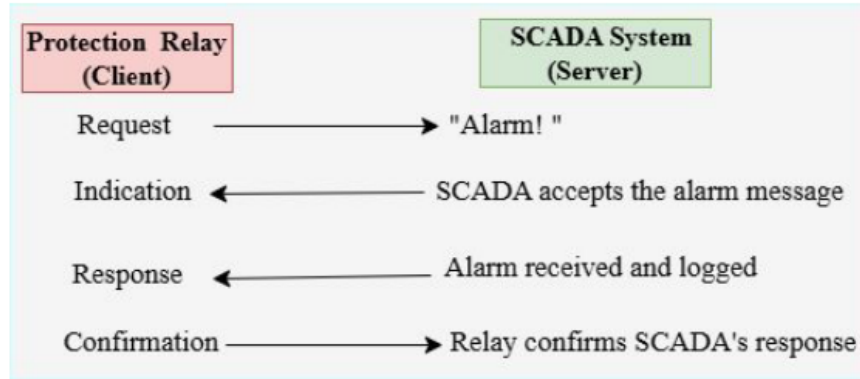 Protection Relay
(Client)
SCADA System
(Server)
Request
"Alarm! "
Indication
SCADA accepts the alarm message
Response
Alarm received and logged
Confirmation
Relay confirms SCADA's response